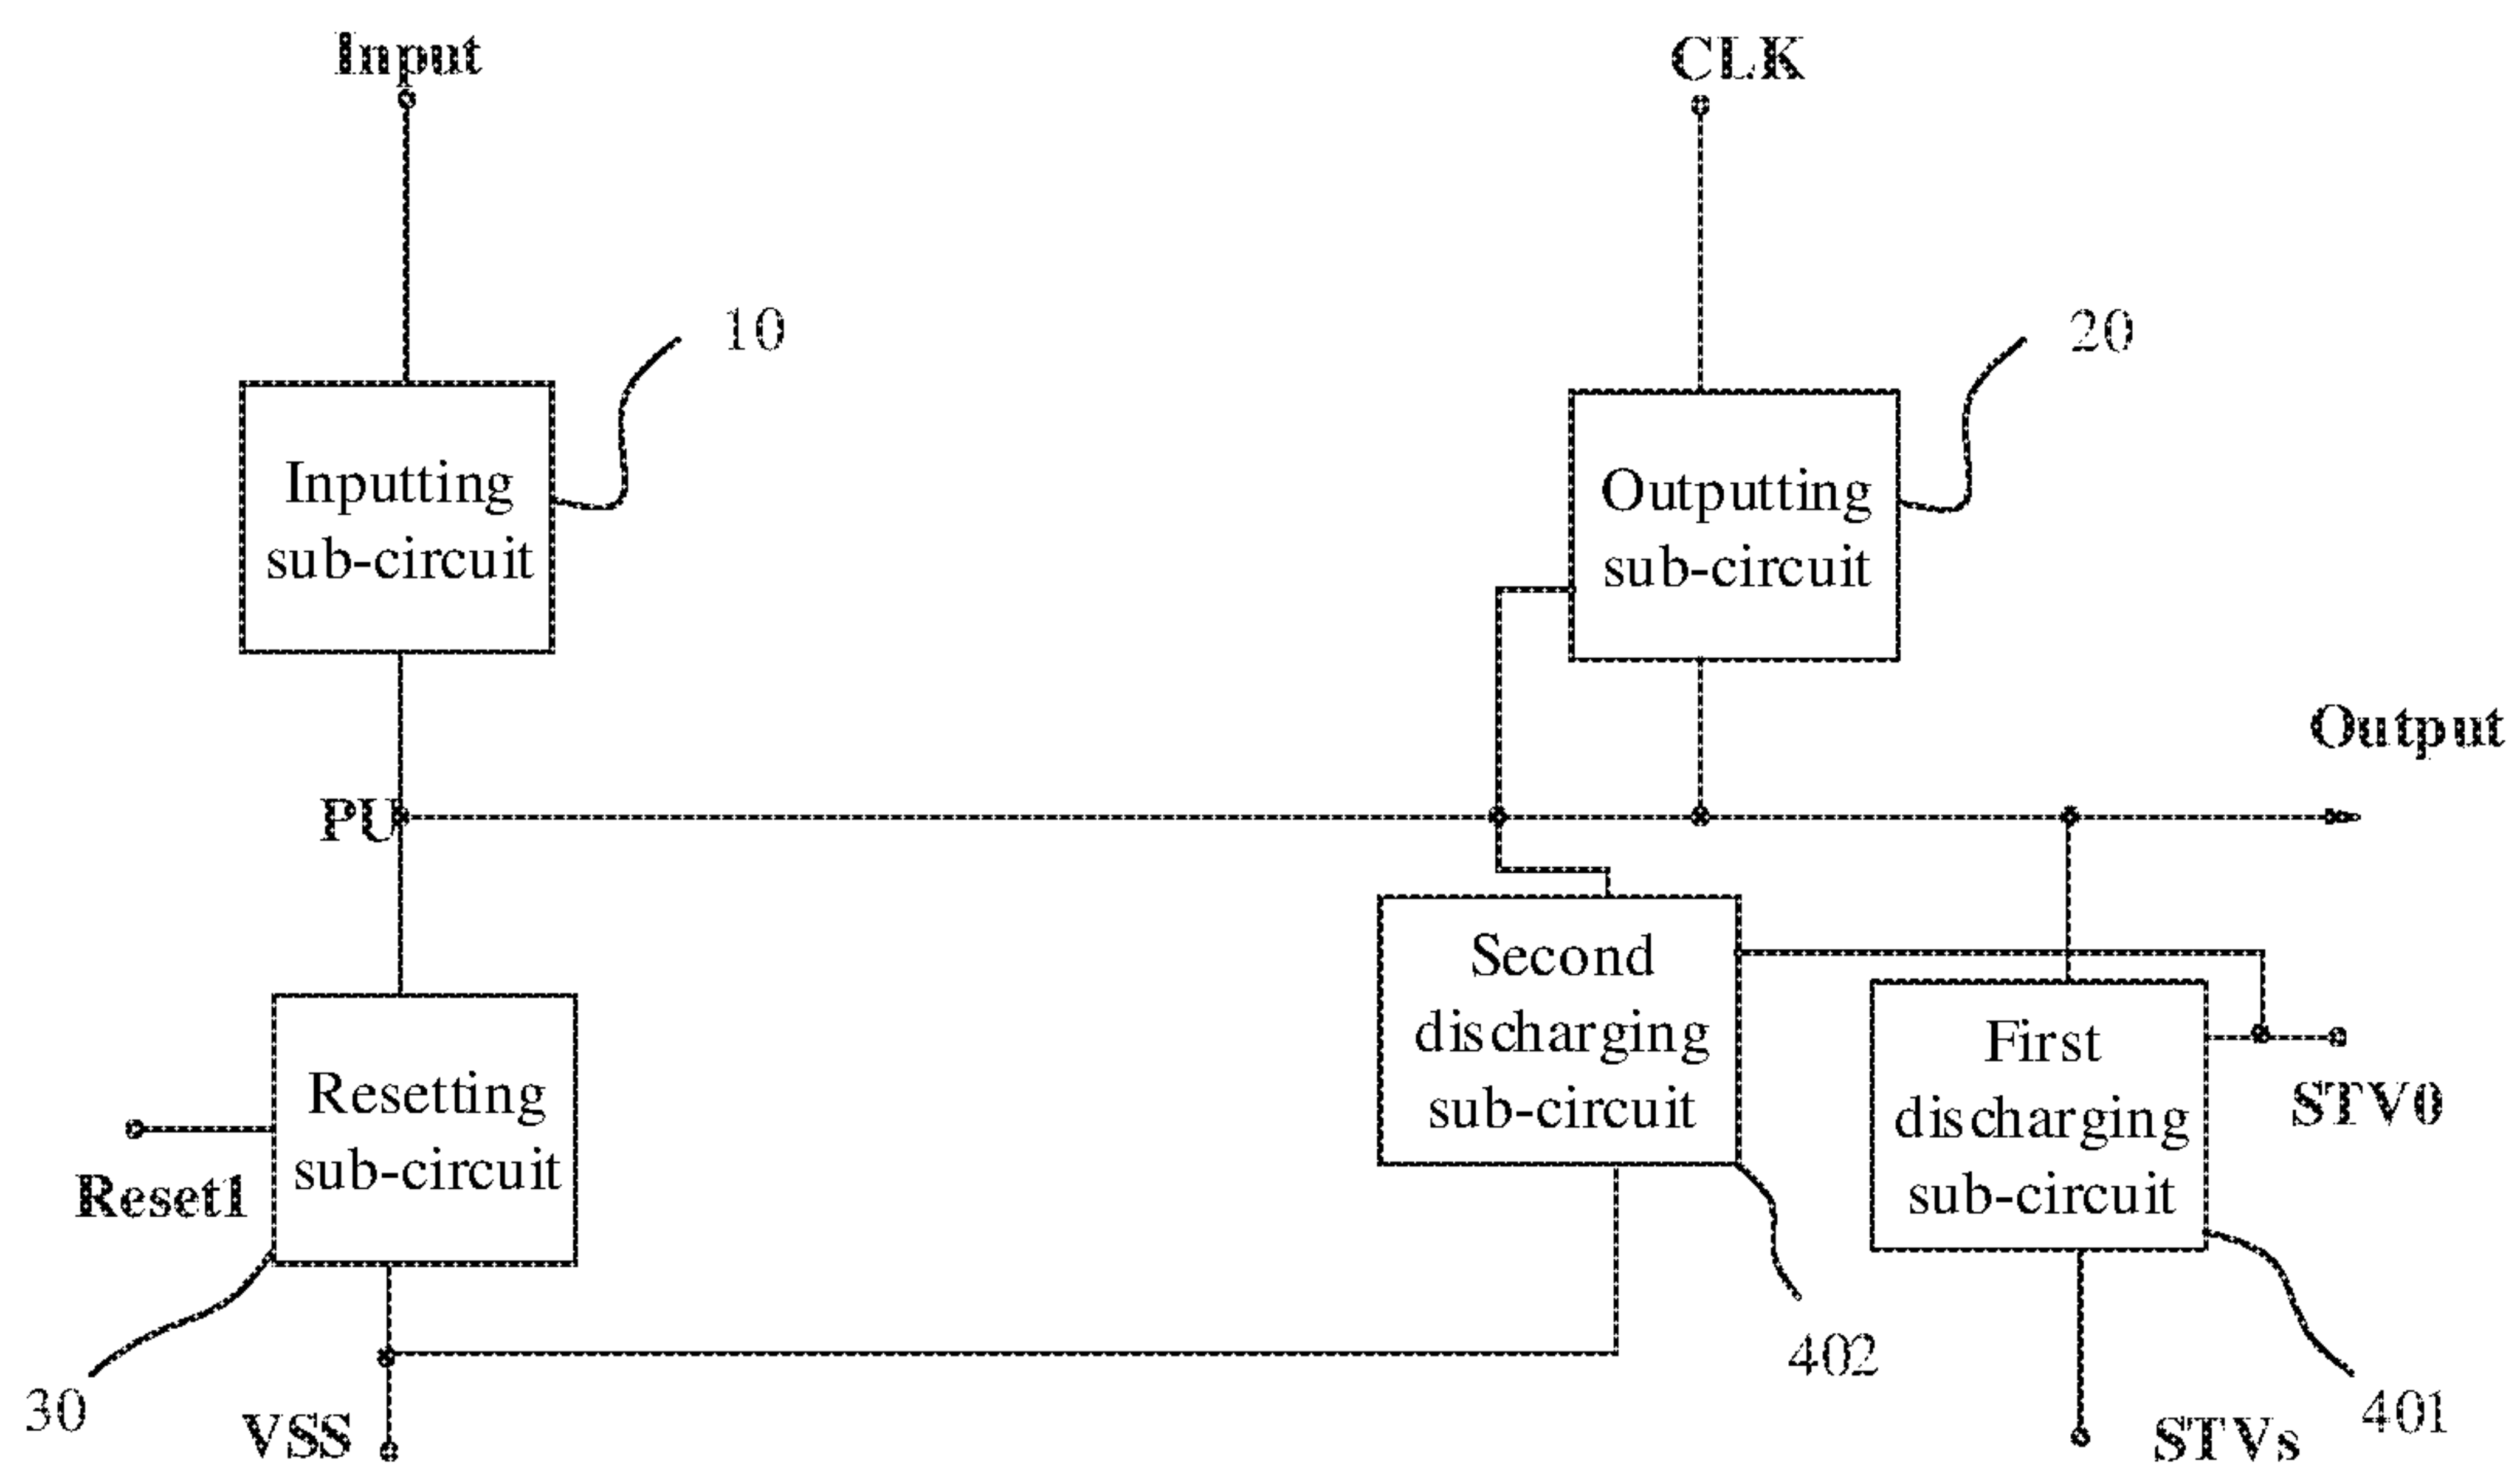 Input
CLK
10
20
Inputting
sub-circuit
Outputting
sub-circuit
Output
PU
Second
discharging
sub-circuit
First
discharging
sub-circuit
STV0
Resetting
sub-circuit
Reset1
402
30
VSS
401
STVs